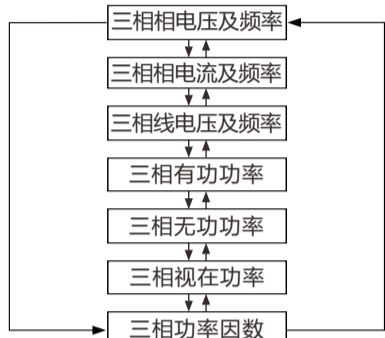 三相相电压及频率
三相相电流及频率
三相线电压及频率
三相有功功率
三相无功功率
三相视在功率
三相功率因数